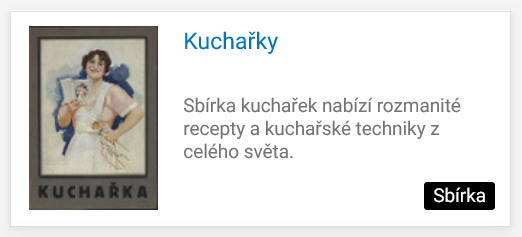 Kuchařky
Sbírka kuchařek nabízí rozmanité
recepty a kuchařské techniky z
celého světa.
KUCHAŘKA
Sbírka